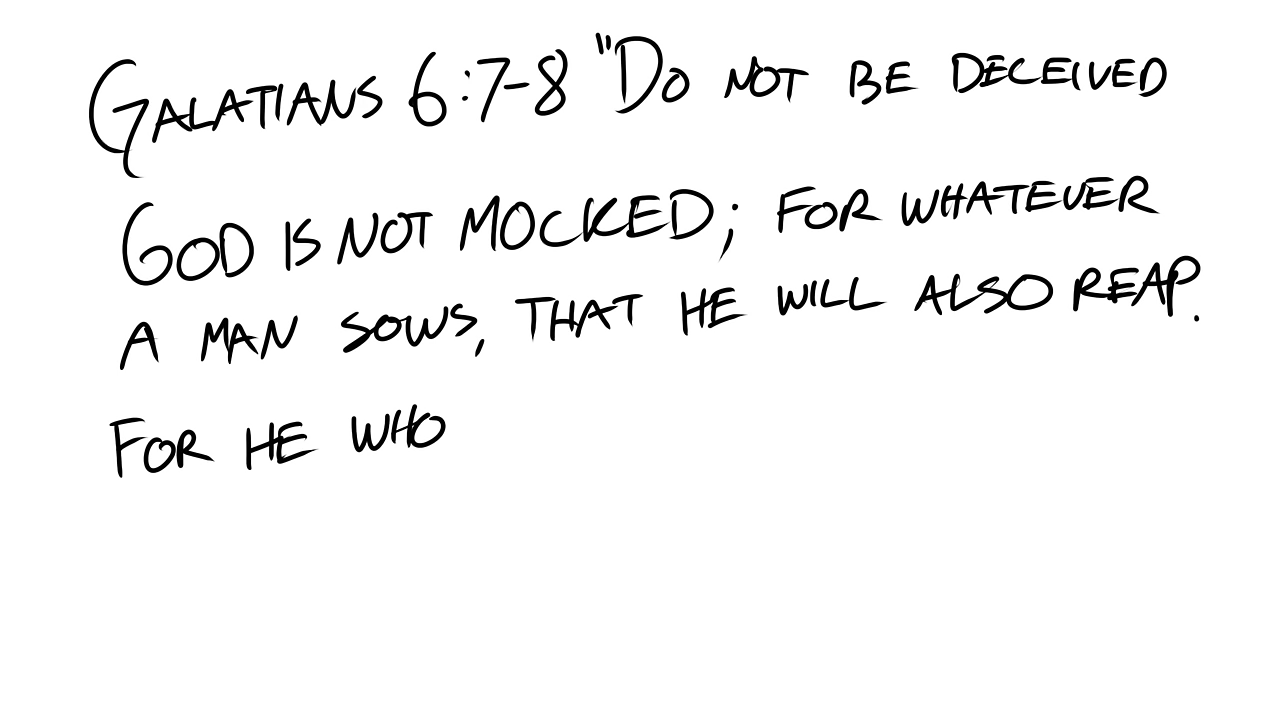 GALATIANS 6:7-8 "DO NOT BE DECEIVED
GOD IS NOT MOCKED; FOR WHATEVER
A MAN SOWS, THAT HE WILL ALSO REAP.
FOR HE WHO